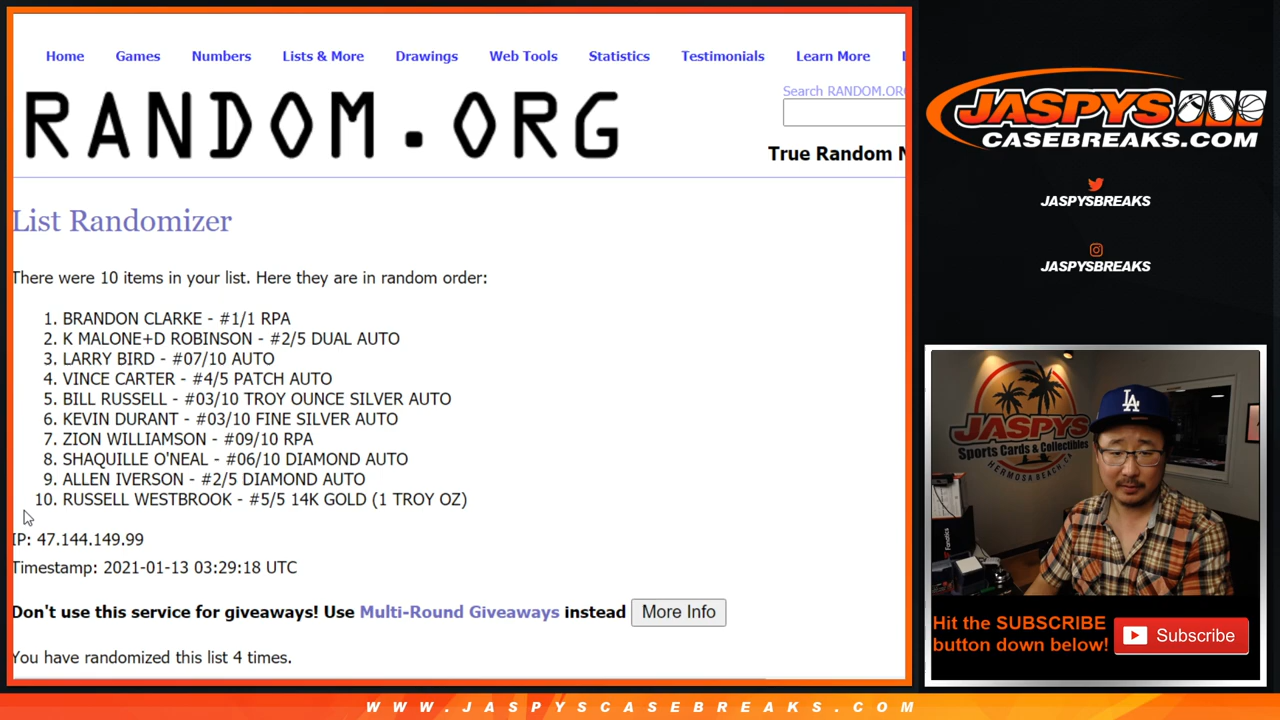 Home Games Numbers Lists & More Drawings Web Tools Statistics Testimonials Learn More
Search RANDOM.ORG
RANDOM.ORG
True Random N
List Randomizer
There were 10 items in your list. Here they are in random order:
1. BRANDON CLARKE - #1/1 RPA
2. K MALONE+D ROBINSON - #2/5 DUAL AUTO
3. LARRY BIRD - #07/10 AUTO
4. VINCE CARTER - #4/5 PATCH AUTO
5. BILL RUSSELL - #03/10 TROY OUNCE SILVER AUTO
6. KEVIN DURANT - #03/10 FINE SILVER AUTO
7. ZION WILLIAMSON - #09/10 RPA
8. SHAQUILLE O'NEAL - #06/10 DIAMOND AUTO
9. ALLEN IVERSON - #2/5 DIAMOND AUTO
10. RUSSELL WESTBROOK - #5/5 14K GOLD (1 TROY OZ)
IP: 47.144.149.99
Timestamp: 2021-01-13 03:29:18 UTC
Don't use this service for giveaways! Use Multi-Round Giveaways instead More Info
You have randomized this list 4 times.
JASPYS
CASEBREAKS.COM
JASPYSBREAKS
JASPYSBREAKS
JASPYS
Sports Cards & Collectibles
HERMOSA BEACH, CA
LA
Fanatics
Hit the SUBSCRIBE
button down below!
Subscribe
WWW.JASPYSCASEBREAKS.COM